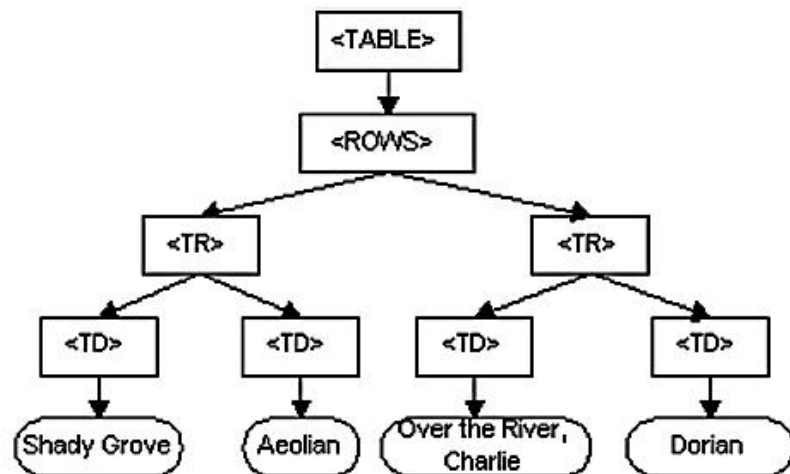 <TABLE>
<ROWS>
<TR>
<TR>
<TD>
<TD>
<TD>
<TD>
Shady Grove
Aeolian
Over the River,
Charlie
Dorian